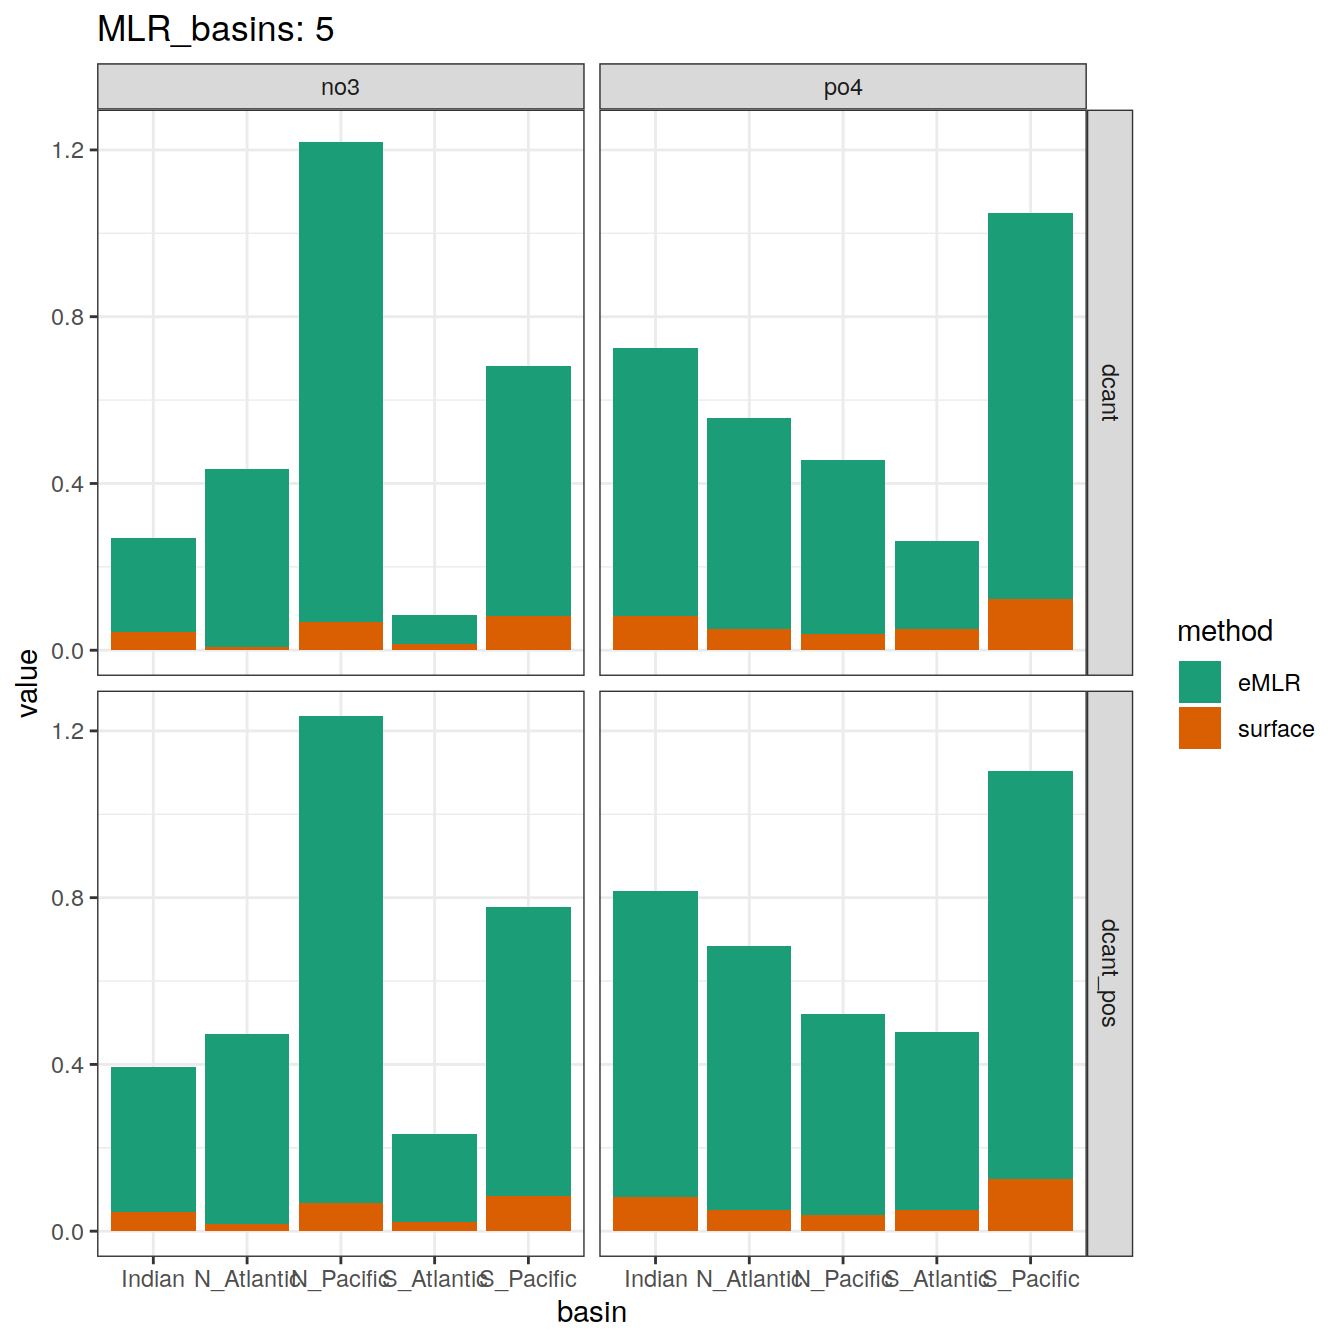 MLR_basins: 5
no3
po4
1.2
0.8
0.4
0.0
dcant
value
1.2
0.8
0.4
0.0
dcant_pos
Indian N_Atlantic N_Pacific S_Atlantic S_Pacific
Indian N_Atlantic N_Pacific S_Atlantic S_Pacific
basin
method
eMLR
surface